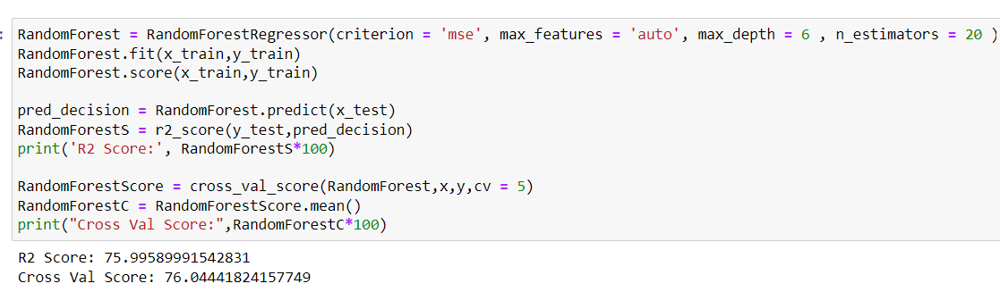 : RandomForest = RandomForestRegressor(criterion = 'mse', max_features = 'auto', max_depth = 6 , n_estimators = 20 )
RandomForest.fit(x_train,y_train)
RandomForest.score(x_train,y_train)
pred_decision = RandomForest.predict(x_test)
RandomForestS = r2_score(y_test,pred_decision)
print('R2 Score:', RandomForestS*100)
RandomForestScore = cross_val_score(RandomForest,x,y,cv = 5)
RandomForestC = RandomForestScore.mean()
print("Cross Val Score:",RandomForestC*100)
R2 Score: 75.99589991542831
Cross Val Score: 76.04441824157749